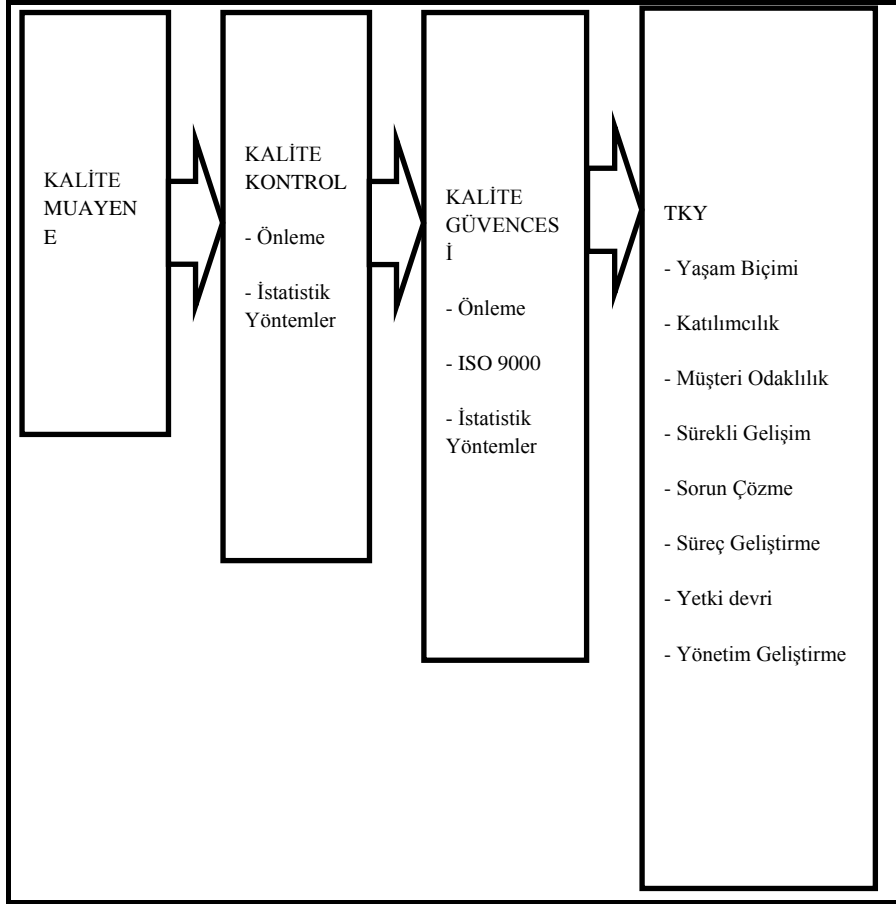 KALİTE
MUAYEN
E
KALİTE
KONTROL
- Önleme
- İstatistik
Yöntemler
KALİTE
GÜVENCES
İ
- Önleme
- ISO 9000
- İstatistik
Yöntemler
TKY
- Yaşam Biçimi
- Katılımcılık
- Müşteri Odaklılık
- Sürekli Gelişim
- Sorun Çözme
- Süreç Geliştirme
- Yetki devri
- Yönetim Geliştirme